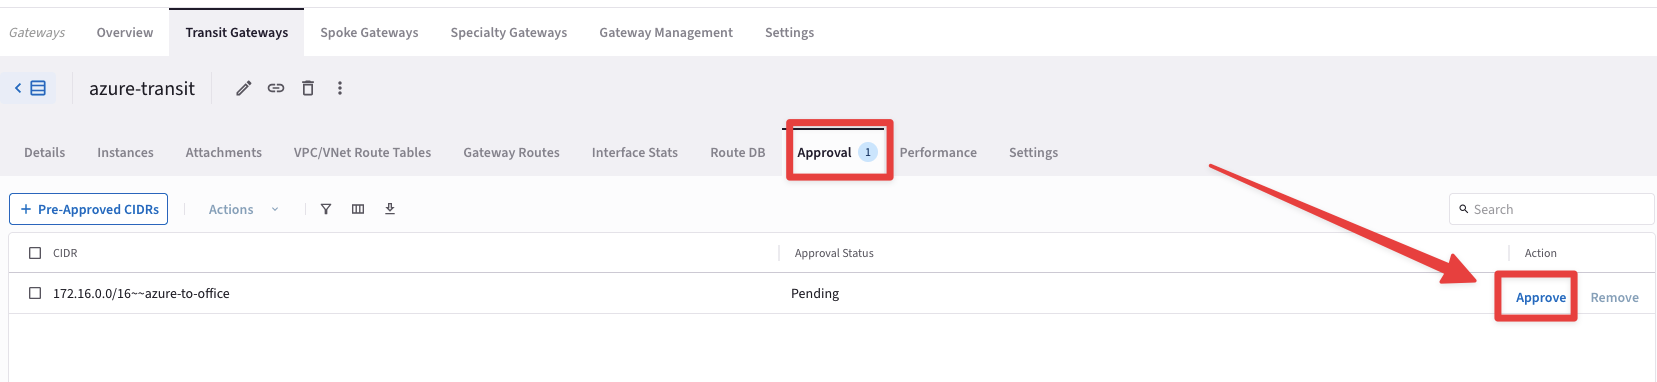 Gateways Overview Transit Gateways Spoke Gateways Specialty Gateways Gateway Management Settings
azure-transit
Details Instances Attachments VPC/VNet Route Tables Gateway Routes Interface Stats Route DB Approval 1 Performance Settings
+ Pre-Approved CIDRs Actions Search
CIDR Approval Status Action
172.16.0.0/16~~azure-to-office Pending Approve Remove